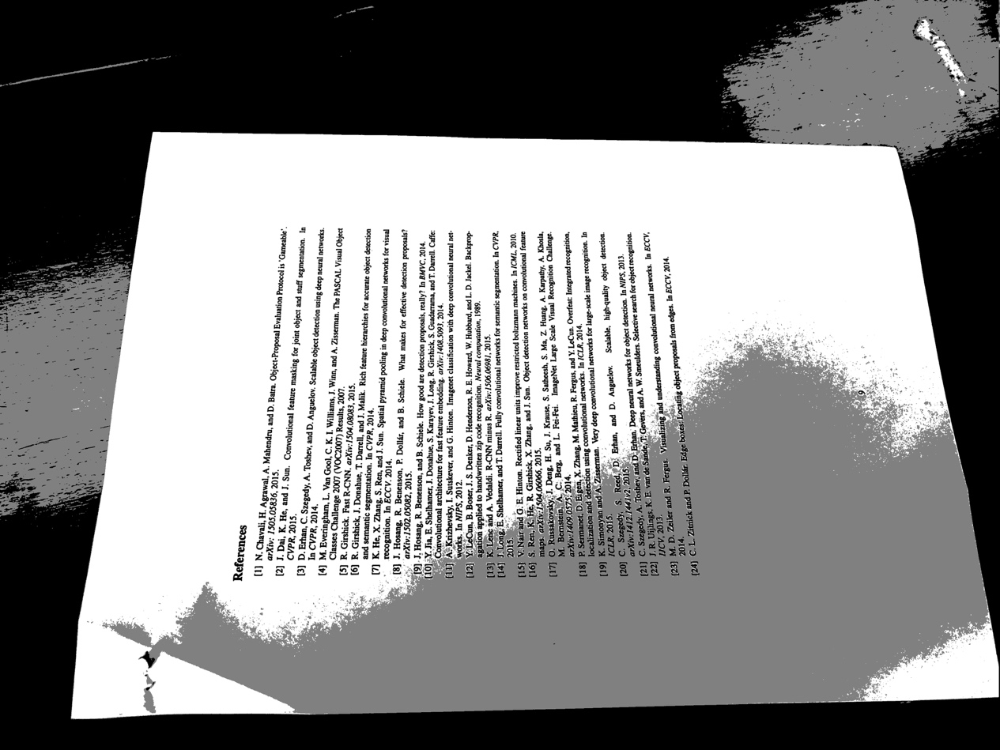 References
[1] N. Chavali, H. Agrawal, A. Mahendru, and D. Batra. Object-Proposal Evaluation Protocol is 'Gameable'.
arXiv: 1505.05836, 2015.
[2] J. Dai, K. He, and J. Sun. Convolutional feature masking for joint object and stuff segmentation. In
CVPR, 2015.
[3] D. Erhan, C. Szegedy, A. Toshev, and D. Anguelov. Scalable object detection using deep neural networks.
In CVPR, 2014.
[4] M. Everingham, L. Van Gool, C. K. I. Williams, J. Winn, and A. Zisserman. The PASCAL Visual Object
Classes Challenge 2007 (VOC2007) Results, 2007.
[5] R. Girshick. Fast R-CNN. arXiv:1504.08083, 2015.
[6] R. Girshick, J. Donahue, T. Darrell, and J. Malik. Rich feature hierarchies for accurate object detection
and semantic segmentation. In CVPR, 2014.
[7] K. He, X. Zhang, S. Ren, and J. Sun. Spatial pyramid pooling in deep convolutional networks for visual
recognition. In ECCV. 2014.
[8] J. Hosang, R. Benenson, P. Dollár, and B. Schiele. What makes for effective detection proposals?
arXiv:1502.05082, 2015.
[9] J. Hosang, R. Benenson, and B. Schiele. How good are detection proposals, really? In BMVC, 2014.
[10] Y. Jia, E. Shelhamer, J. Donahue, S. Karayev, J. Long, R. Girshick, S. Guadarrama, and T. Darrell. Caffe:
Convolutional architecture for fast feature embedding. arXiv:1408.5093, 2014.
[11] A. Krizhevsky, I. Sutskever, and G. Hinton. Imagenet classification with deep convolutional neural net-
works. In NIPS, 2012.
[12] Y. LeCun, B. Boser, J. S. Denker, D. Henderson, R. E. Howard, W. Hubbard, and L. D. Jackel. Backprop-
agation applied to handwritten zip code recognition. Neural computation, 1989.
[13] K. Lenc and A. Vedaldi. R-CNN minus R. arXiv:1506.06981, 2015.
[14] J. Long, E. Shelhamer, and T. Darrell. Fully convolutional networks for semantic segmentation. In CVPR,
2015.
[15] V. Nair and G. E. Hinton. Rectified linear units improve restricted boltzmann machines. In ICML, 2010.
[16] S. Ren, K. He, R. Girshick, X. Zhang, and J. Sun. Object detection networks on convolutional feature
maps. arXiv:1504.06066, 2015.
[17] O. Russakovsky, J. Deng, H. Su, J. Krause, S. Satheesh, S. Ma, Z. Huang, A. Karpathy, A. Khosla,
M. Bernstein, A. C. Berg, and L. Fei-Fei. ImageNet Large Scale Visual Recognition Challenge.
arXiv:1409.0575, 2014.
[18] P. Sermanet, D. Eigen, X. Zhang, M. Mathieu, R. Fergus, and Y. LeCun. Overfeat: Integrated recognition,
localization and detection using convolutional networks. In ICLR, 2014.
[19] K. Simonyan and A. Zisserman. Very deep convolutional networks for large-scale image recognition. In
ICLR, 2015.
[20] C. Szegedy, S. Reed, D. Erhan, and D. Anguelov. Scalable, high-quality object detection.
arXiv:1412.1441v2, 2015.
[21] C. Szegedy, A. Toshev, and D. Erhan. Deep neural networks for object detection. In NIPS, 2013.
[22] J. R. Uijlings, K. E. van de Sande, T. Gevers, and A. W. Smeulders. Selective search for object recognition.
IJCV, 2013.
[23] M. D. Zeiler and R. Fergus. Visualizing and understanding convolutional neural networks. In ECCV,
2014.
[24] C. L. Zitnick and P. Dollár. Edge boxes: Locating object proposals from edges. In ECCV, 2014.
9